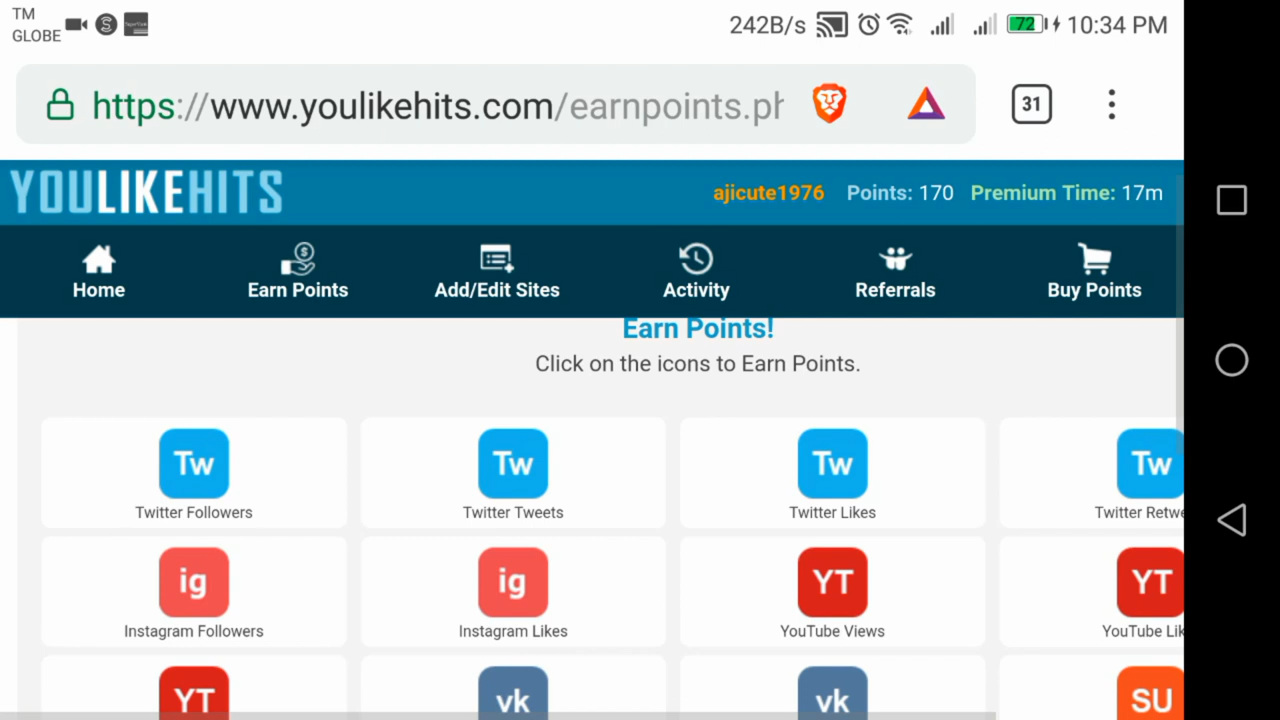 TM
GLOBE
242B/s
72
10:34 PM
https://www.youlikehits.com/earnpoints.ph
31
YOULIKEHITS
ajicute1976 Points: 170 Premium Time: 17m
Home Earn Points Add/Edit Sites Activity Referrals Buy Points
Earn Points!
Click on the icons to Earn Points.
Tw Tw Tw Tw
Twitter Followers Twitter Tweets Twitter Likes Twitter Retwe
ig ig YT YT
Instagram Followers Instagram Likes YouTube Views YouTube Lik
YT vk vk SU